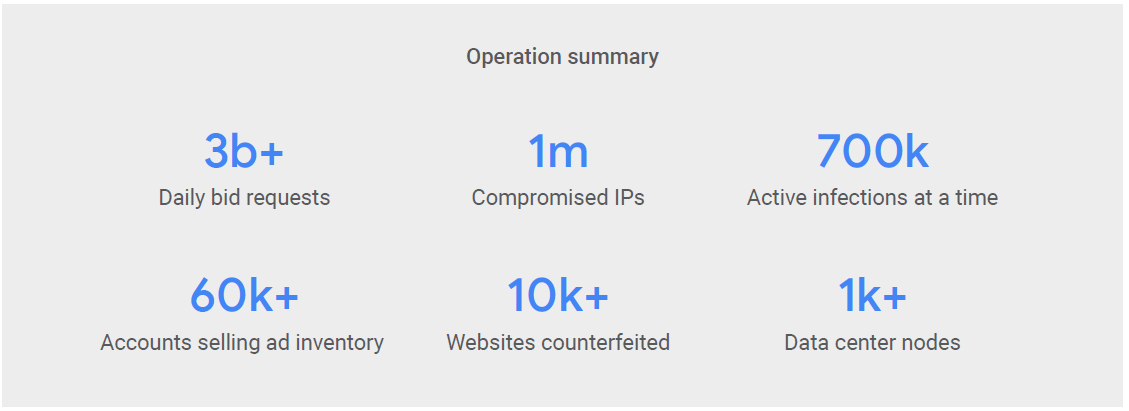 Operation summary
3b+
1m
700k
Daily bid requests
Compromised IPs
Active infections at a time
60k+
10k+
1k+
Accounts selling ad inventory
Websites counterfeited
Data center nodes